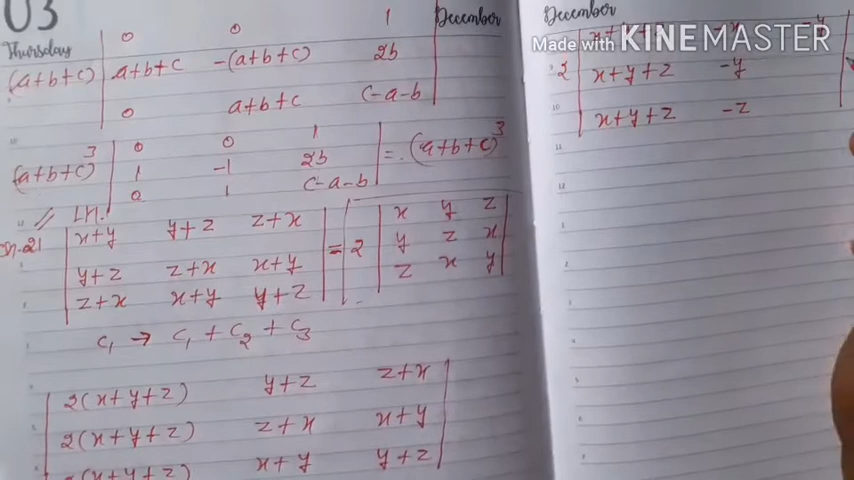 03
Thursday
December
0 0 1
(a+b+c) a+b+c -(a+b+c) 2b
0 a+b+c c-a-b
(a+b+c)³ 0 0 1
1 -1 2b = (a+b+c)³
0 1 c-a-b
x+y y+z z+x = 2 x y z
y+z z+x x+y y z x
z+x x+y y+z z x y
C₁ → C₁ + C₂ + C₃
2(x+y+z) y+z z+x
2(x+y+z) z+x x+y
2(x+y+z) x+y y+z
December
Made with KINEMASTER
2 x+y+z -y
x+y+z -z